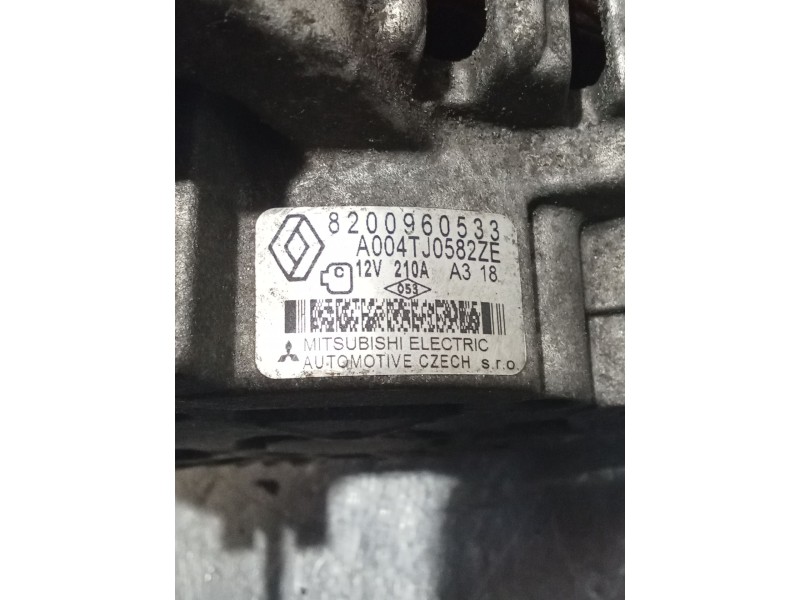 8200960533
A004TJ0582ZE
C 12V 210A A3 18
053
MITSUBISHI ELECTRIC
AUTOMOTIVE CZECH s.r.o.